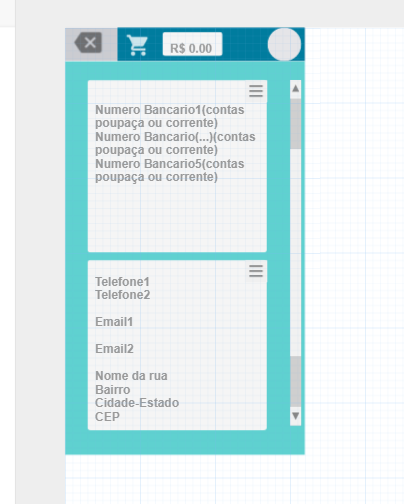 R$ 0.00
Numero Bancario1(contas
poupaça ou corrente)
Numero Bancario(...)(contas
poupaça ou corrente)
Numero Bancario5(contas
poupaça ou corrente)
Telefone1
Telefone2
Email1
Email2
Nome da rua
Bairro
Cidade-Estado
CEP